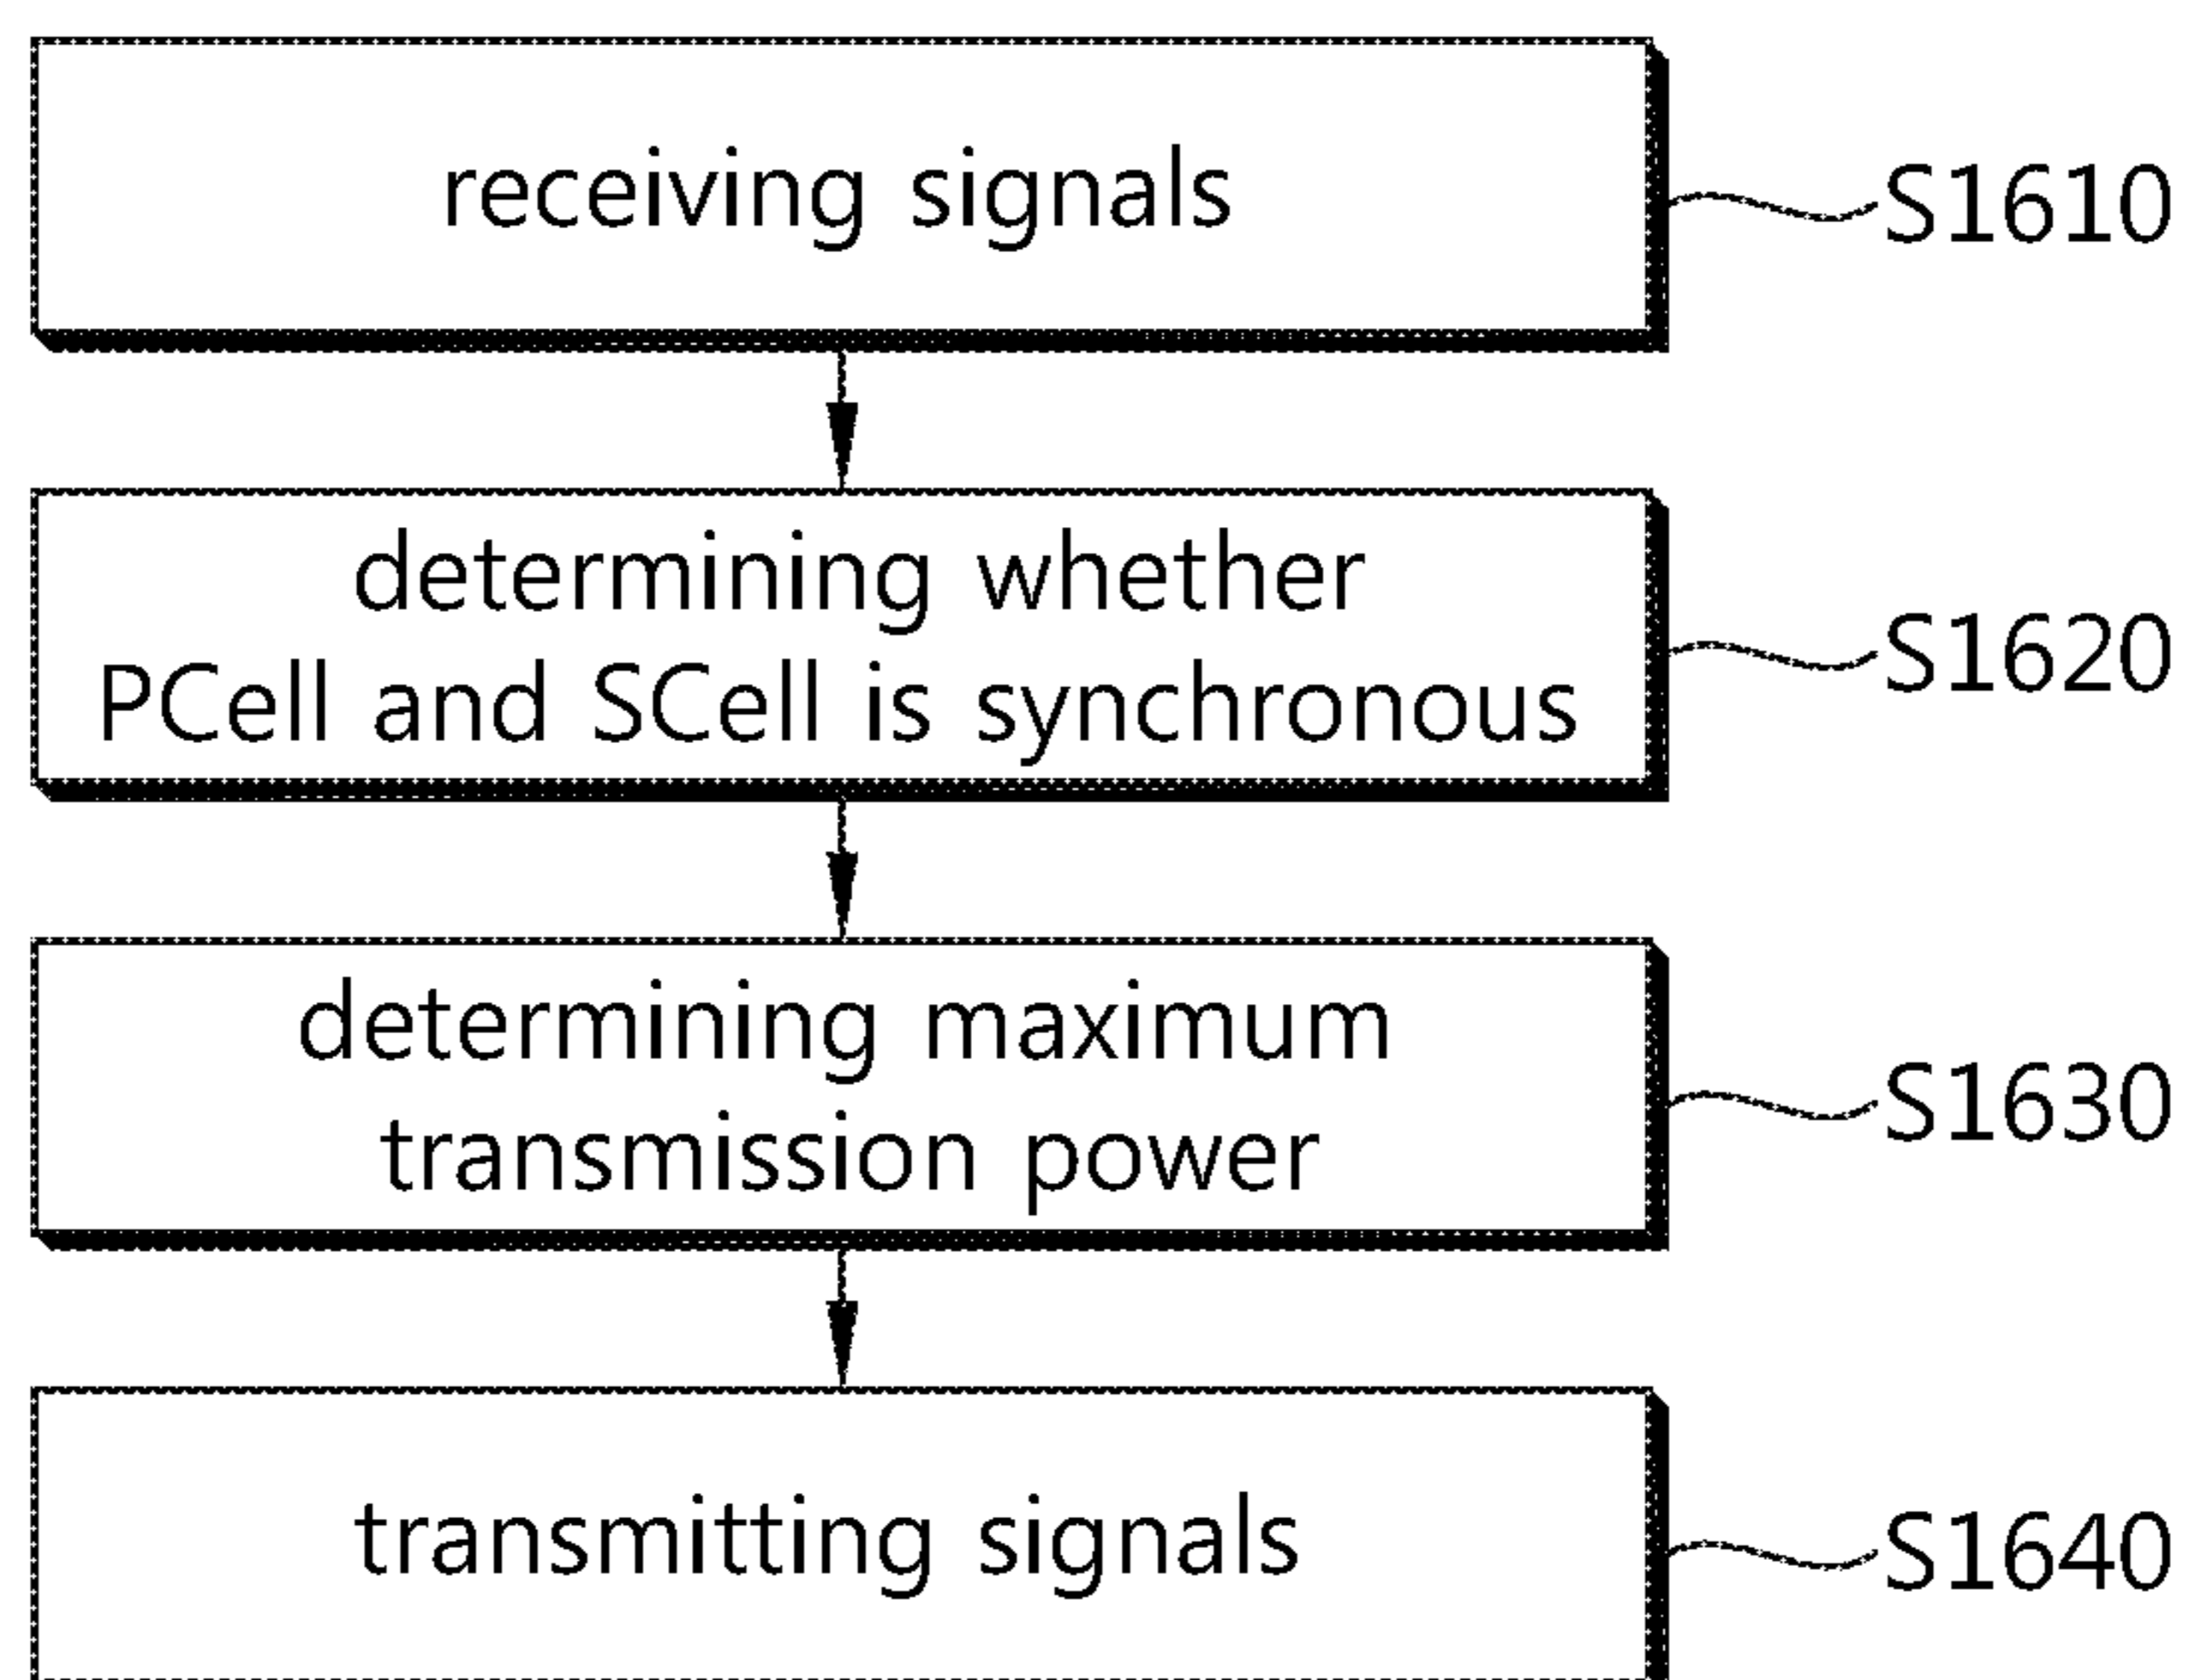 receiving signals
S1610
determining whether
PCell and SCell is synchronous
S1620
determining maximum
transmission power
S1630
transmitting signals
S1640